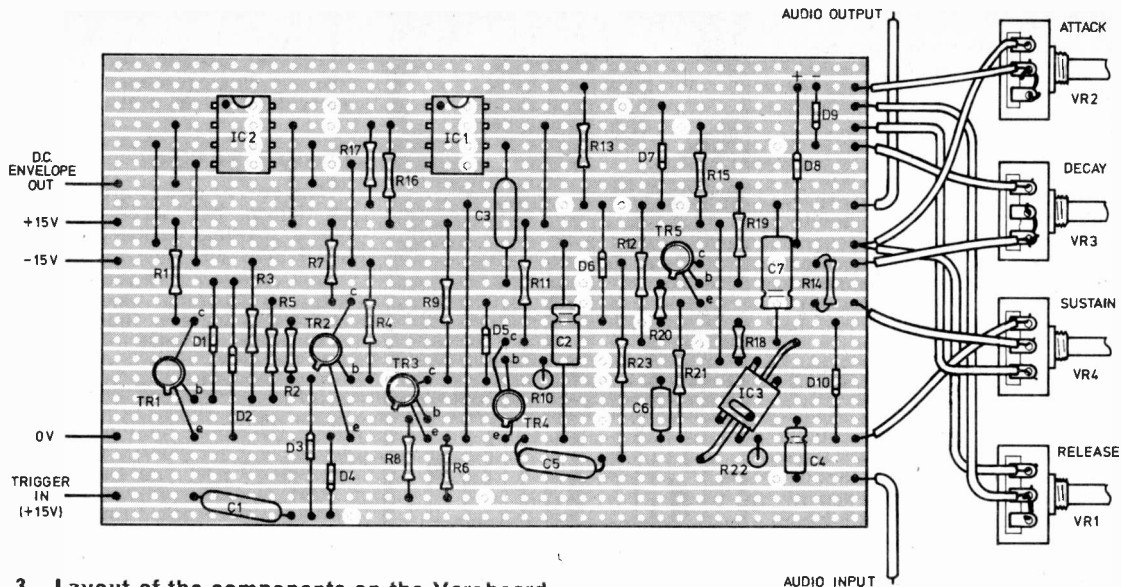 AUDIO OUTPUT
ATTACK
VR2
D.C.
ENVELOPE
OUT
+15V
-15V
0V
TRIGGER
IN
(+15V)
IC2
IC1
R17
R16
R13
D7
R15
+ -
D9
D8
C3
R1
R3
R5
R7
R4
R9
R11
D6
R12
TR5
c
b
e
R19
C7
R14
DECAY
VR3
c
D1
TR1
b
e
D2
R2
TR2
c
b
e
TR3
c
b
e
D5
c
b
TR4
e
R10
C2
R23
R20
R21
R18
IC3
D10
C6
SUSTAIN
VR4
D3
D4
R8
R6
C5
R22
C4
C1
RELEASE
VR1
AUDIO INPUT
3. Layout of the components on the Veroboard